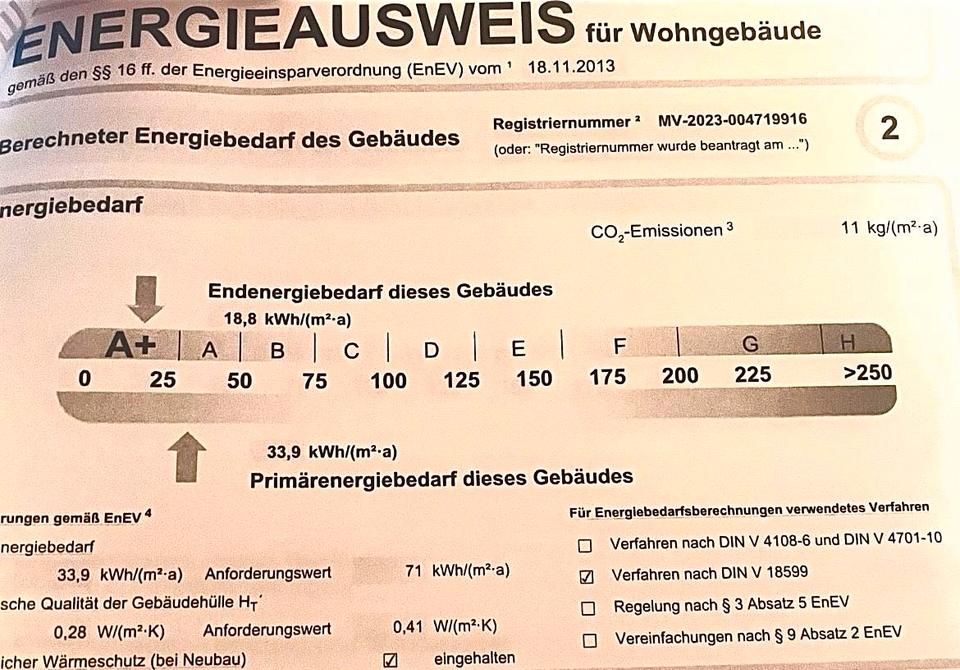 ENERGIEAUSWEIS für Wohngebäude
gemäß den §§ 16 ff. der Energieeinsparverordnung (EnEV) vom ¹ 18.11.2013
Berechneter Energiebedarf des Gebäudes
Registriernummer ² MV-2023-004719916
(oder: "Registriernummer wurde beantragt am ...")
2
nergiebedarf
CO₂-Emissionen ³ 11 kg/(m²·a)
Endenergiebedarf dieses Gebäudes
18,8 kWh/(m²·a)
A+ A B C D E F G H
0 25 50 75 100 125 150 175 200 225 >250
33,9 kWh/(m²·a)
Primärenergiebedarf dieses Gebäudes
rungen gemäß EnEV ⁴
nergiebedarf
33,9 kWh/(m²·a) Anforderungswert 71 kWh/(m²·a)
sche Qualität der Gebäudehülle H_T'
0,28 W/(m²·K) Anforderungswert 0,41 W/(m²·K)
icher Wärmeschutz (bei Neubau) ☑ eingehalten
Für Energiebedarfsberechnungen verwendetes Verfahren
☐ Verfahren nach DIN V 4108-6 und DIN V 4701-10
☑ Verfahren nach DIN V 18599
☐ Regelung nach § 3 Absatz 5 EnEV
☐ Vereinfachungen nach § 9 Absatz 2 EnEV